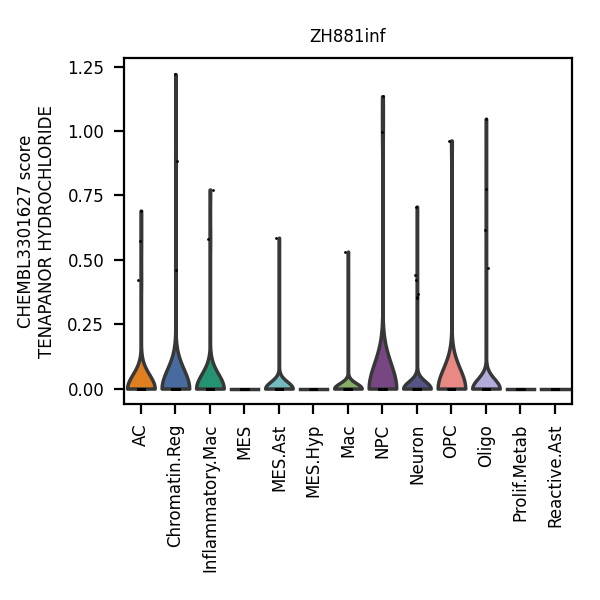 ZH881inf
CHEMBL3301627 score
TENAPANOR HYDROCHLORIDE
1.25
1.00
0.75
0.50
0.25
0.00
AC
Chromatin.Reg
Inflammatory.Mac
MES
MES.Ast
MES.Hyp
Mac
NPC
Neuron
OPC
Oligo
Prolif.Metab
Reactive.Ast